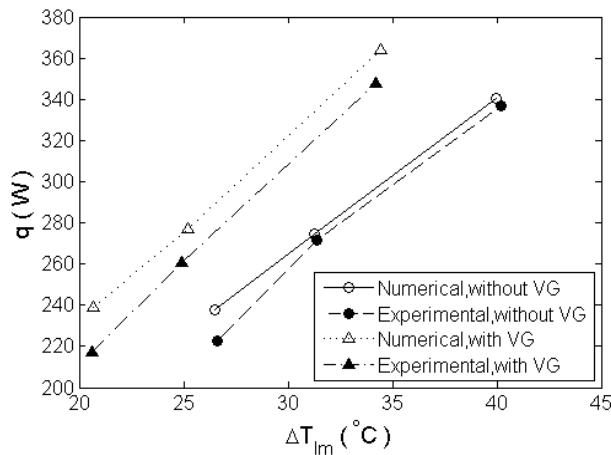 380
360
340
320
300
280
260
240
220
200
q (W)
20
25
30
35
40
45
ΔTlm (°C)
Numerical,without VG
Experimental,without VG
Numerical,with VG
Experimental,with VG